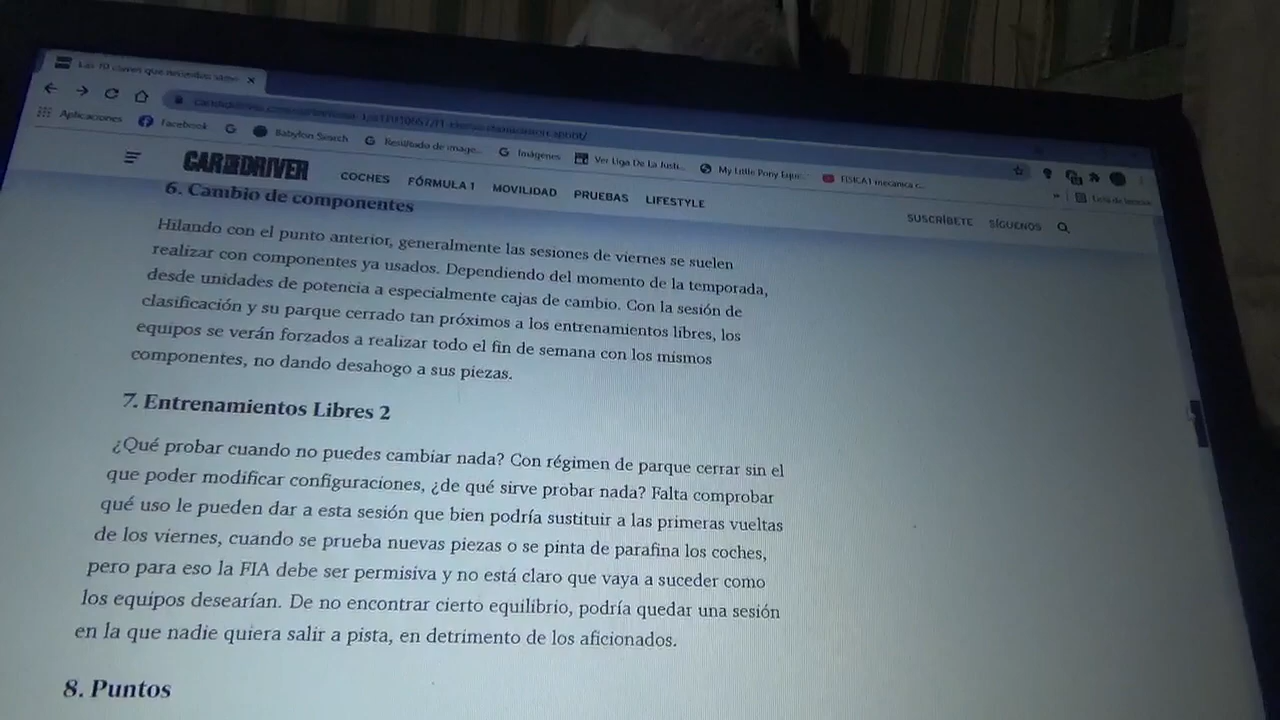 Las 10 claves que
Aplicaciones Facebook G Babylon Search Resultado de image... Imágenes Ver Liga De La Justi... My Little Pony Eque... FISICA1 mecanica c... » Lista de lectura
CAR AND DRIVER COCHES FÓRMULA 1 MOVILIDAD PRUEBAS LIFESTYLE SUSCRÍBETE SÍGUENOS
6. Cambio de componentes
Hilando con el punto anterior, generalmente las sesiones de viernes se suelen
realizar con componentes ya usados. Dependiendo del momento de la temporada,
desde unidades de potencia a especialmente cajas de cambio. Con la sesión de
clasificación y su parque cerrado tan próximos a los entrenamientos libres, los
equipos se verán forzados a realizar todo el fin de semana con los mismos
componentes, no dando desahogo a sus piezas.
7. Entrenamientos Libres 2
¿Qué probar cuando no puedes cambiar nada? Con régimen de parque cerrar sin el
que poder modificar configuraciones, ¿de qué sirve probar nada? Falta comprobar
qué uso le pueden dar a esta sesión que bien podría sustituir a las primeras vueltas
de los viernes, cuando se prueba nuevas piezas o se pinta de parafina los coches,
pero para eso la FIA debe ser permisiva y no está claro que vaya a suceder como
los equipos desearían. De no encontrar cierto equilibrio, podría quedar una sesión
en la que nadie quiera salir a pista, en detrimento de los aficionados.
8. Puntos